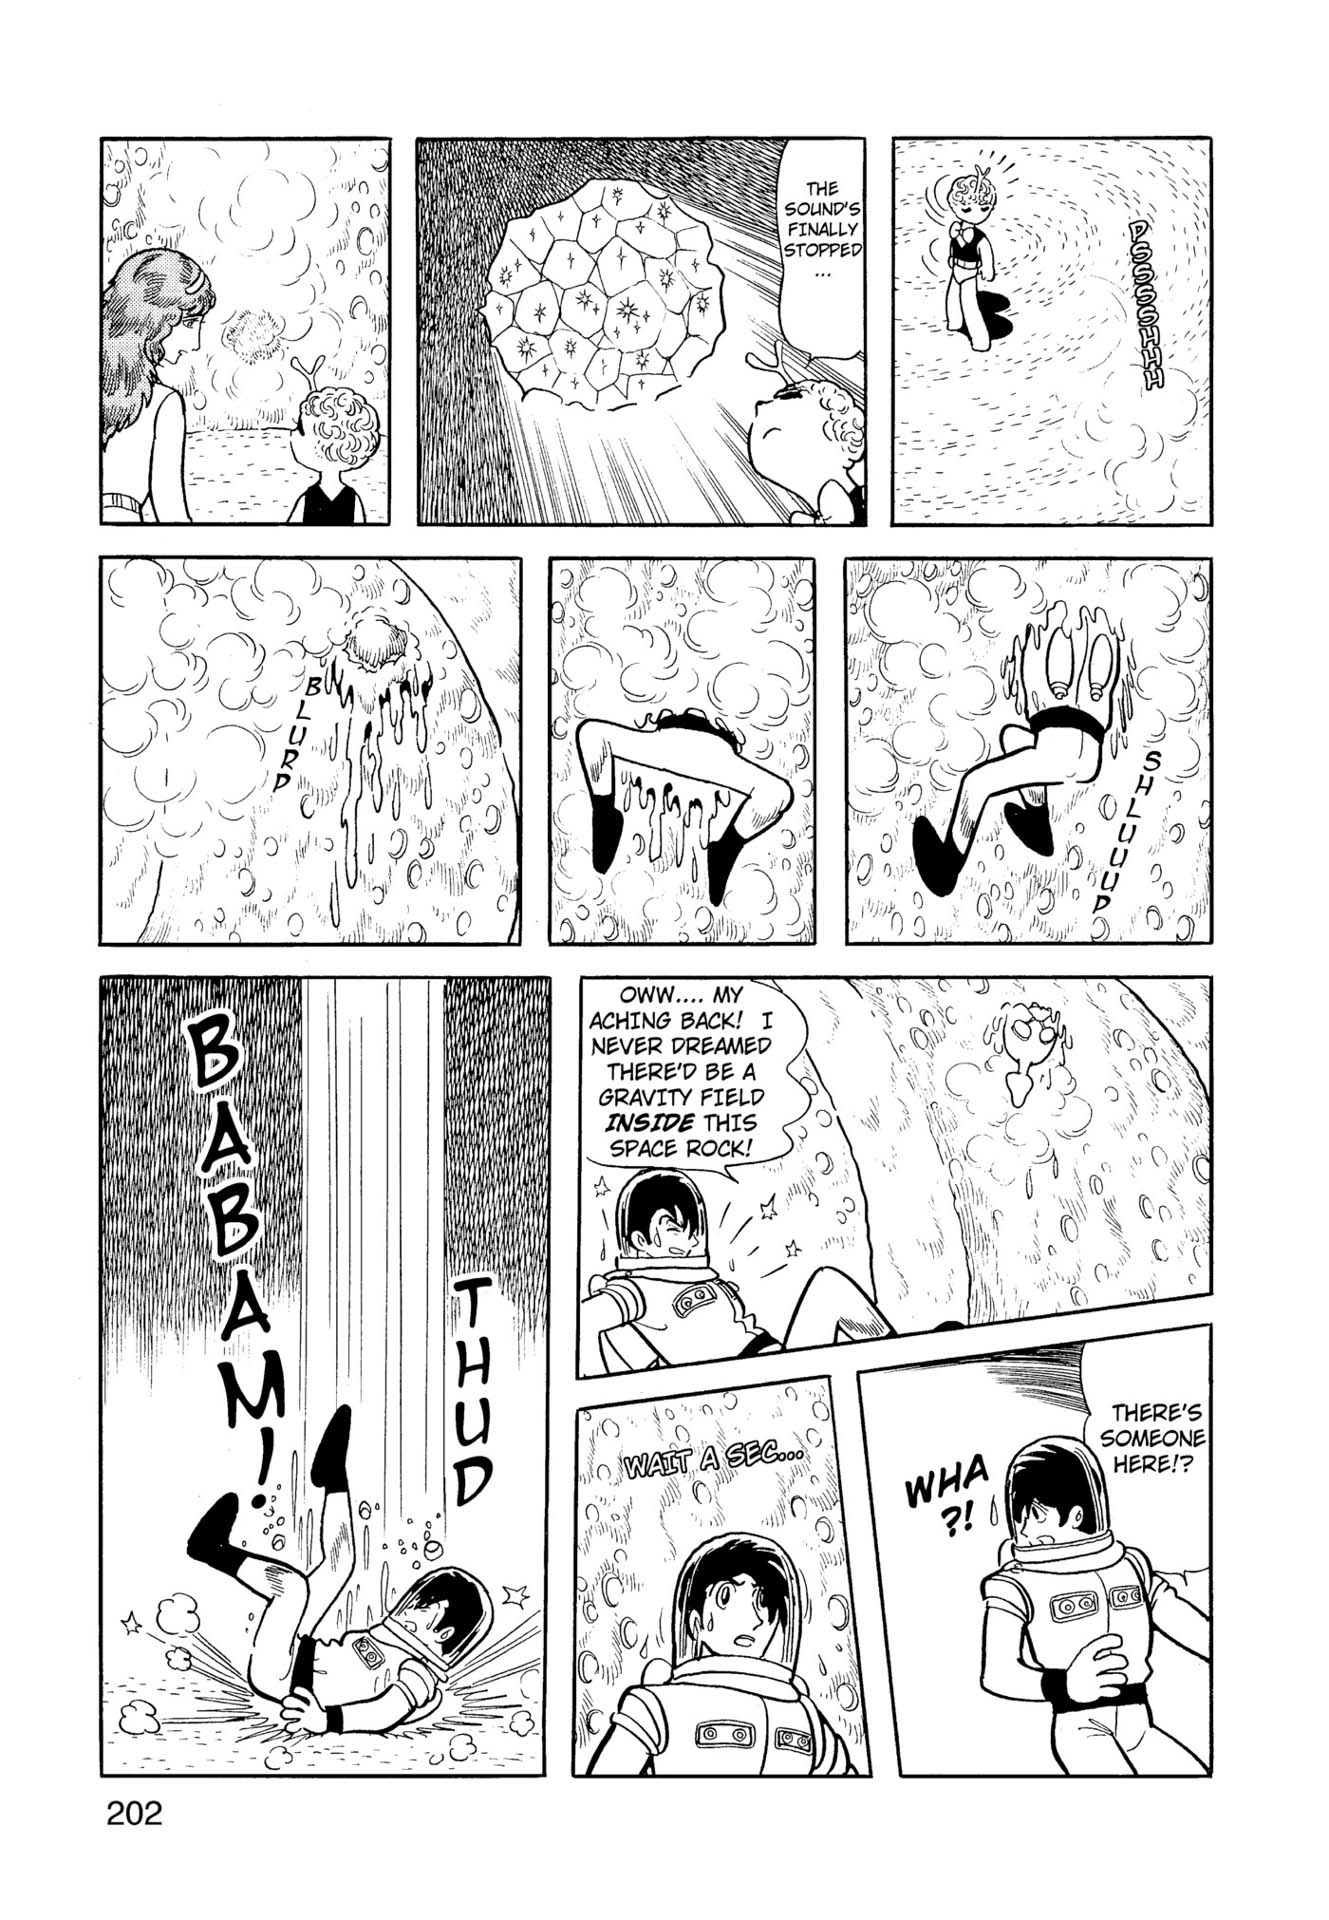 THE
SOUND'S
FINALLY
STOPPED
...
PSSSSHHH
BLURP
SHLUUUP
BABAM!
THUD
OWW.... MY
ACHING BACK! I
NEVER DREAMED
THERE'D BE A
GRAVITY FIELD
INSIDE THIS
SPACE ROCK!
WAIT A SEC...
WHA
?!
THERE'S
SOMEONE
HERE!?
202